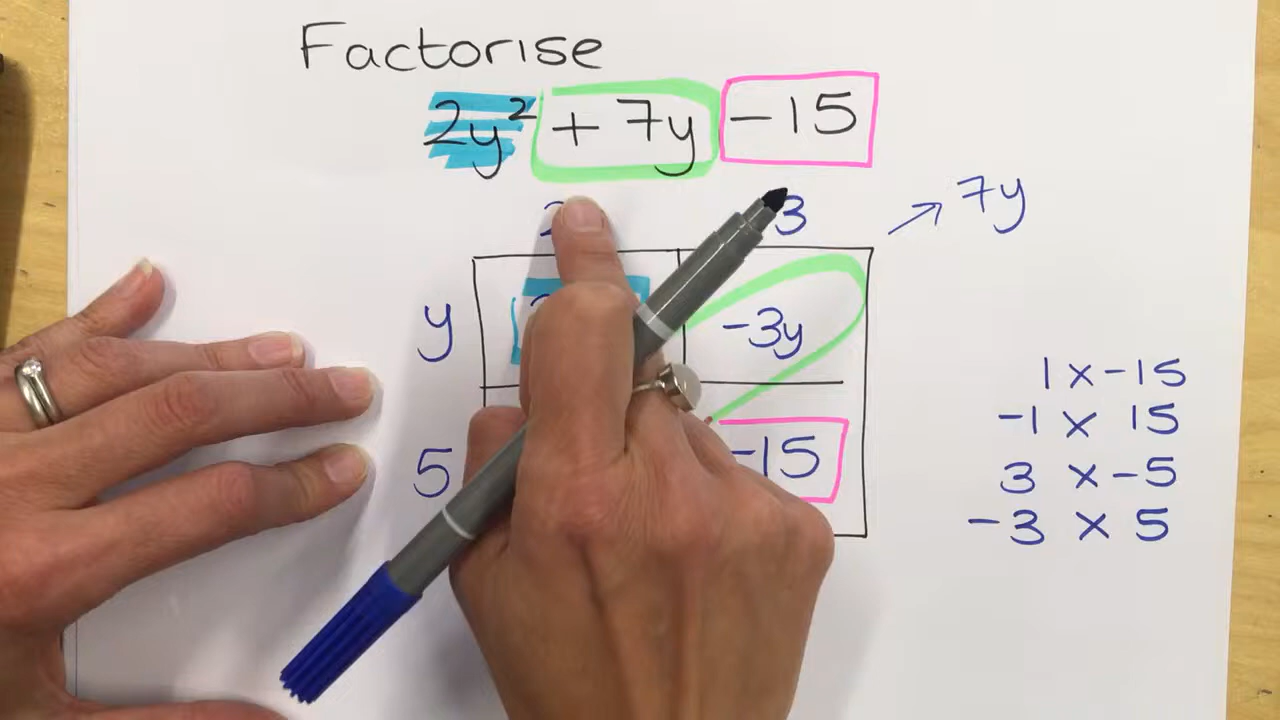 Factorise
2y² + 7y -15
3
7y
y
-3y
5
-15
1 x -15
-1 x 15
3 x -5
-3 x 5